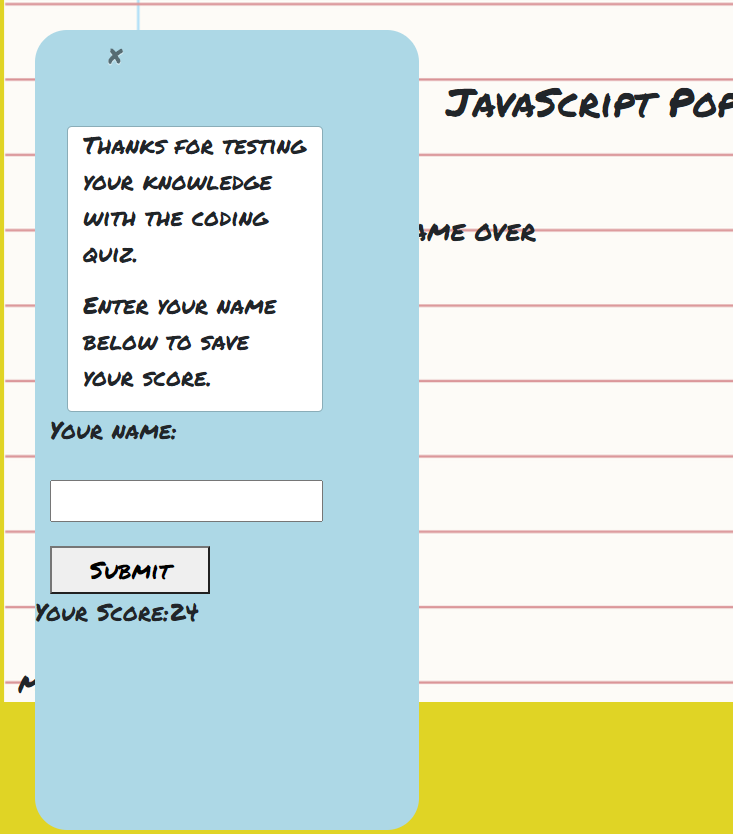 ×
JavaScript Pop
Thanks for testing
your knowledge
with the coding
quiz.
ame over
Enter your name
below to save
your score.
Your name:
Submit
Your Score:24